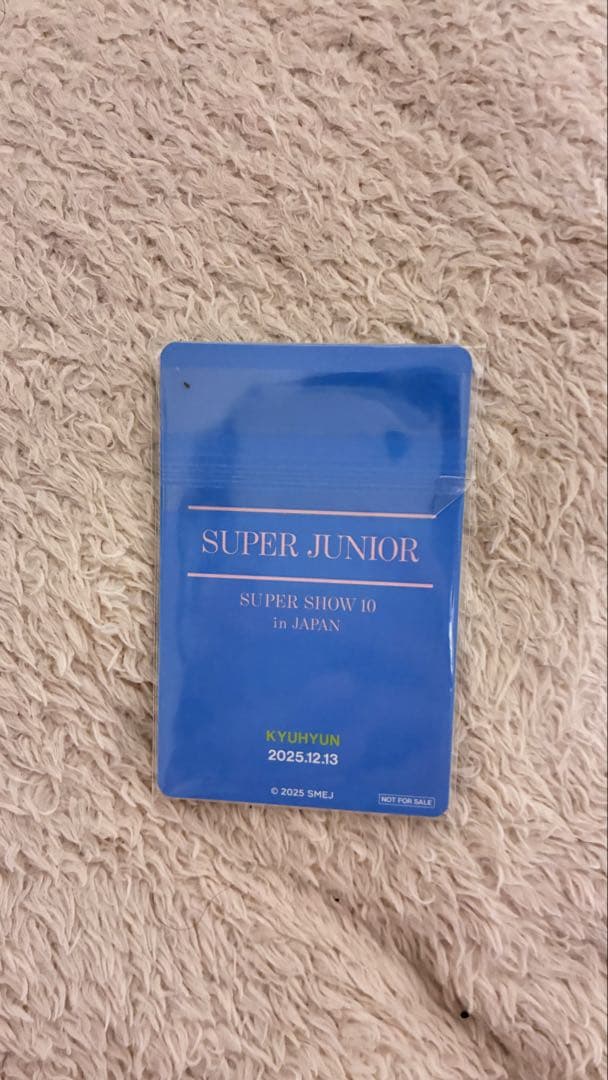 SUPER JUNIOR
SUPER SHOW 10
in JAPAN
KYUHYUN
2025.12.13
© 2025 SMEJ
NOT FOR SALE